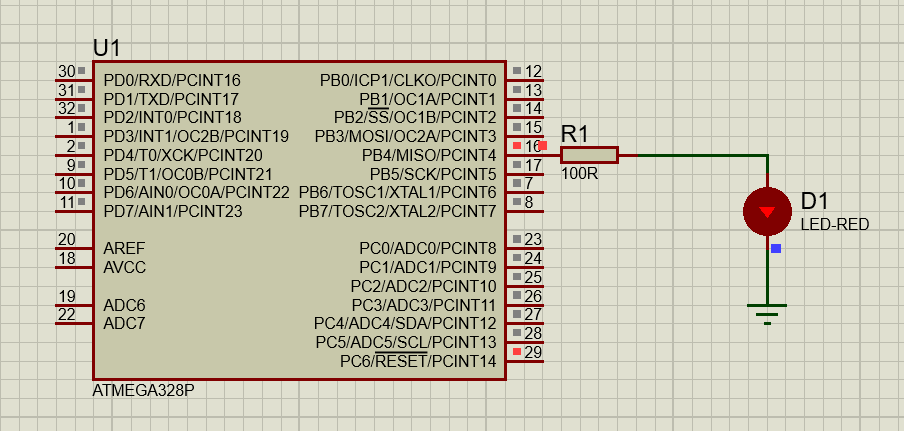 U1
30 PD0/RXD/PCINT16 PB0/ICP1/CLKO/PCINT0 12
31 PD1/TXD/PCINT17 PB1/OC1A/PCINT1 13
32 PD2/INT0/PCINT18 PB2/SS/OC1B/PCINT2 14
1 PD3/INT1/OC2B/PCINT19 PB3/MOSI/OC2A/PCINT3 15
2 PD4/T0/XCK/PCINT20 PB4/MISO/PCINT4 16
9 PD5/T1/OC0B/PCINT21 PB5/SCK/PCINT5 17
10 PD6/AIN0/OC0A/PCINT22 PB6/TOSC1/XTAL1/PCINT6 7
11 PD7/AIN1/PCINT23 PB7/TOSC2/XTAL2/PCINT7 8
20 AREF PC0/ADC0/PCINT8 23
18 AVCC PC1/ADC1/PCINT9 24
PC2/ADC2/PCINT10 25
19 ADC6 PC3/ADC3/PCINT11 26
22 ADC7 PC4/ADC4/SDA/PCINT12 27
PC5/ADC5/SCL/PCINT13 28
PC6/RESET/PCINT14 29
ATMEGA328P
R1
100R
D1
LED-RED